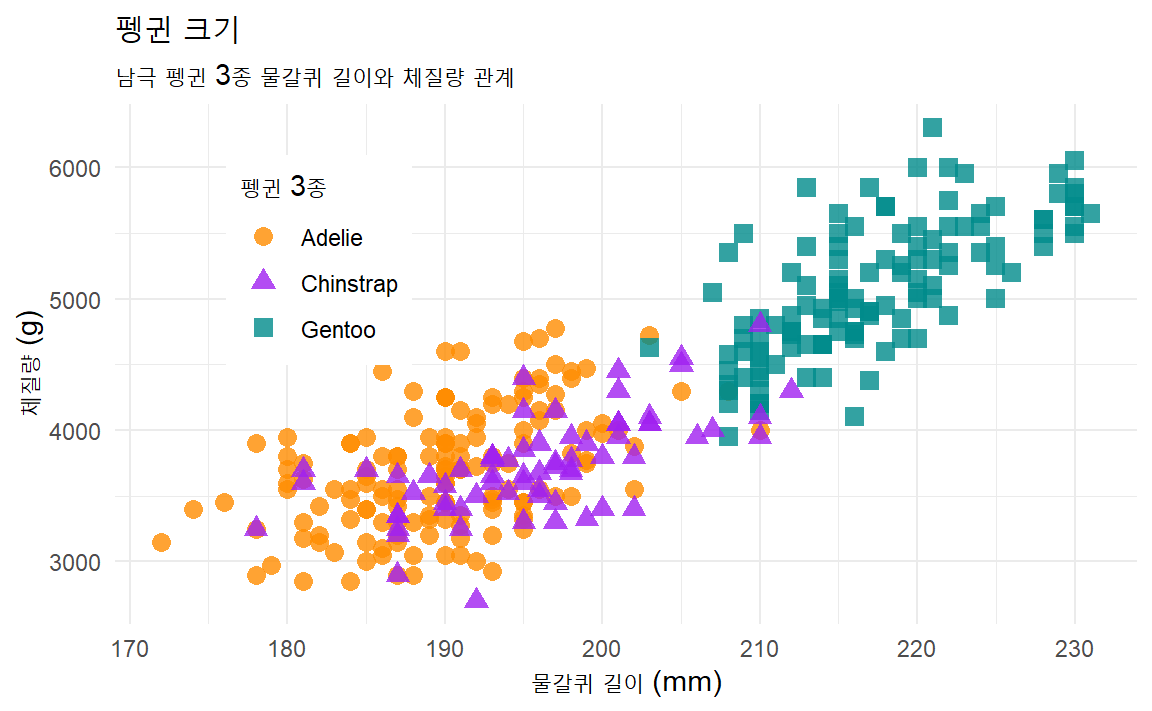 펭귄 크기
남극 펭귄 3종 물갈퀴 길이와 체질량 관계
체질량 (g)
6000
5000
4000
3000
펭귄 3종
Adelie
Chinstrap
Gentoo
170 180 190 200 210 220 230
물갈퀴 길이 (mm)